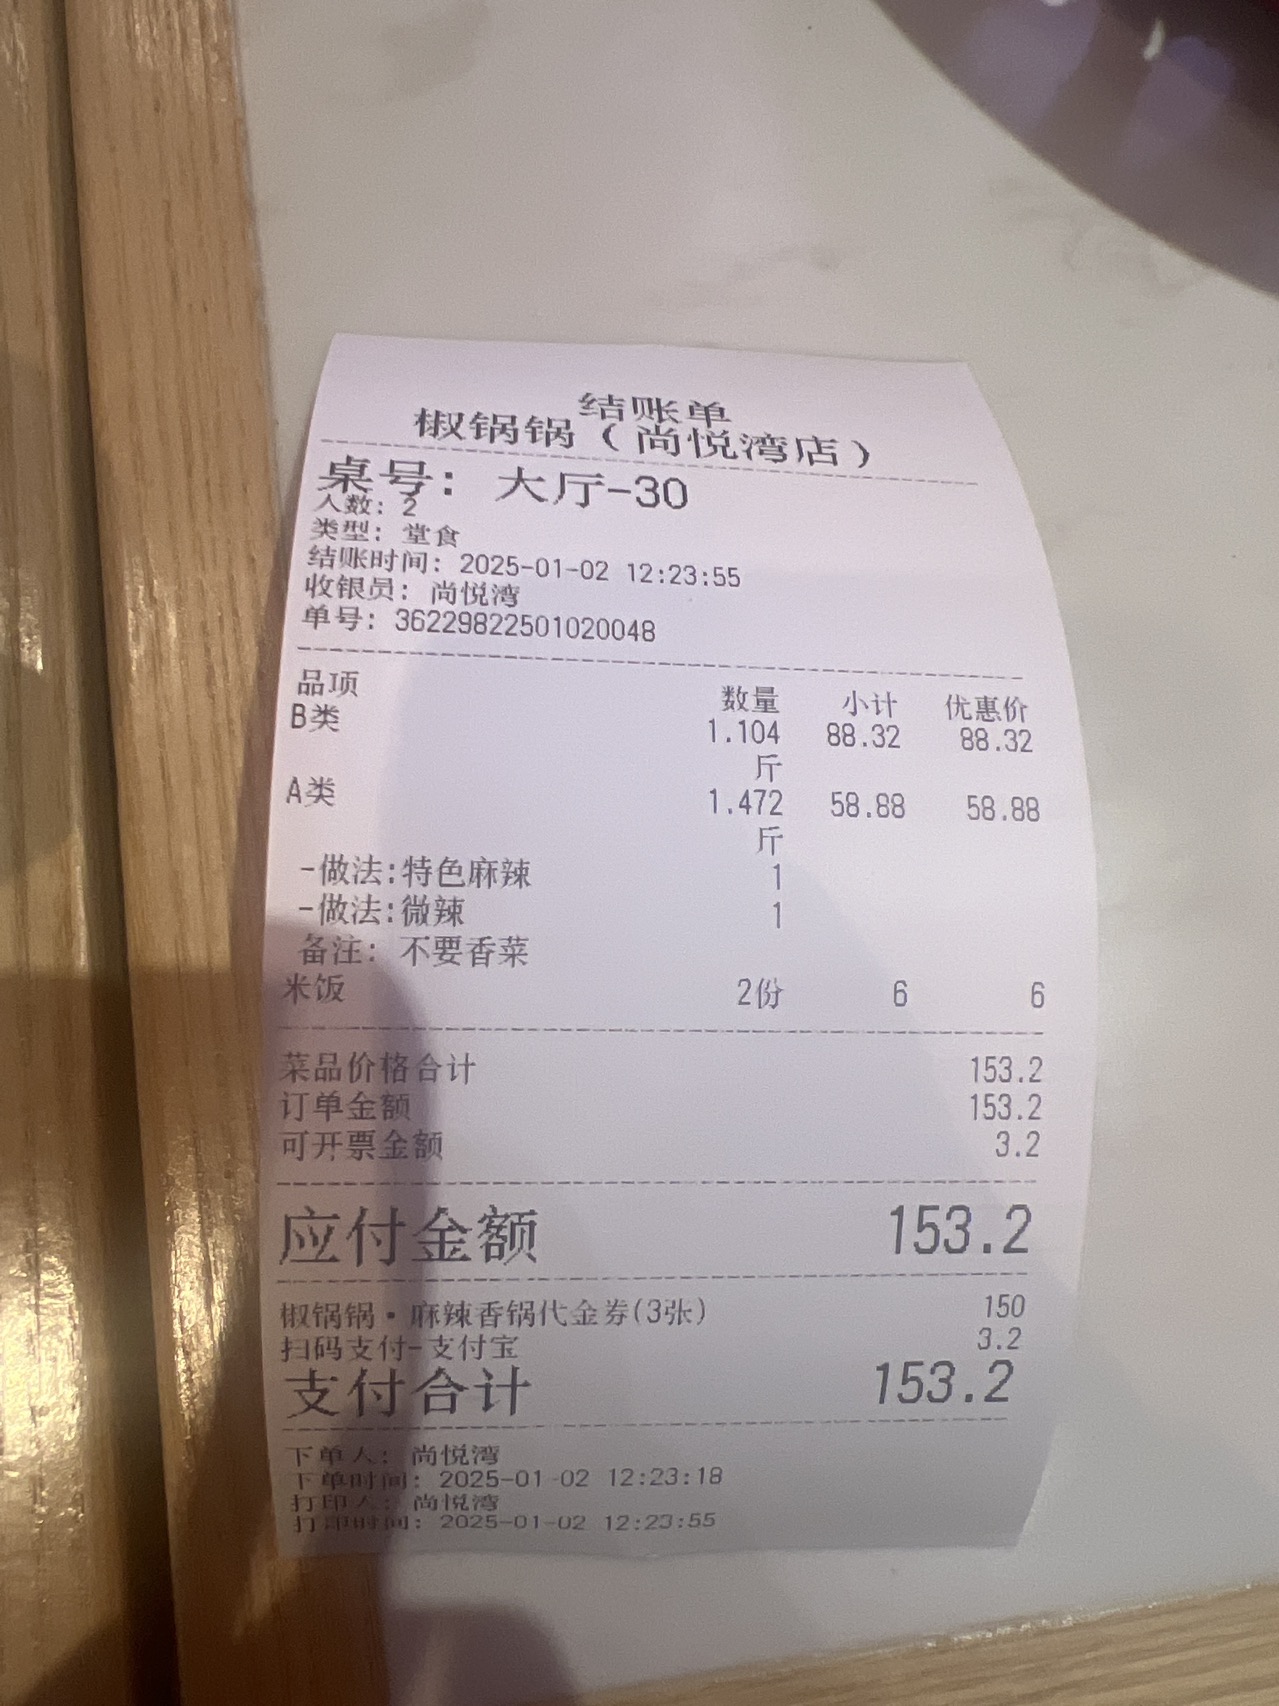 结账单
椒锅锅（尚悦湾店）
桌号：大厅-30
人数：2
类型：堂食
结账时间：2025-01-02 12:23:55
收银员：尚悦湾
单号：36229822501020048
品项 数量 小计 优惠价
B类 1.104 88.32 88.32
斤
A类 1.472 58.88 58.88
斤
-做法:特色麻辣 1
-做法:微辣 1
备注：不要香菜
米饭 2份 6 6
菜品价格合计 153.2
订单金额 153.2
可开票金额 3.2
应付金额 153.2
椒锅锅·麻辣香锅代金券(3张) 150
扫码支付-支付宝 3.2
支付合计 153.2
下单人：尚悦湾
下单时间：2025-01-02 12:23:18
打印人：尚悦湾
打印时间：2025-01-02 12:23:55